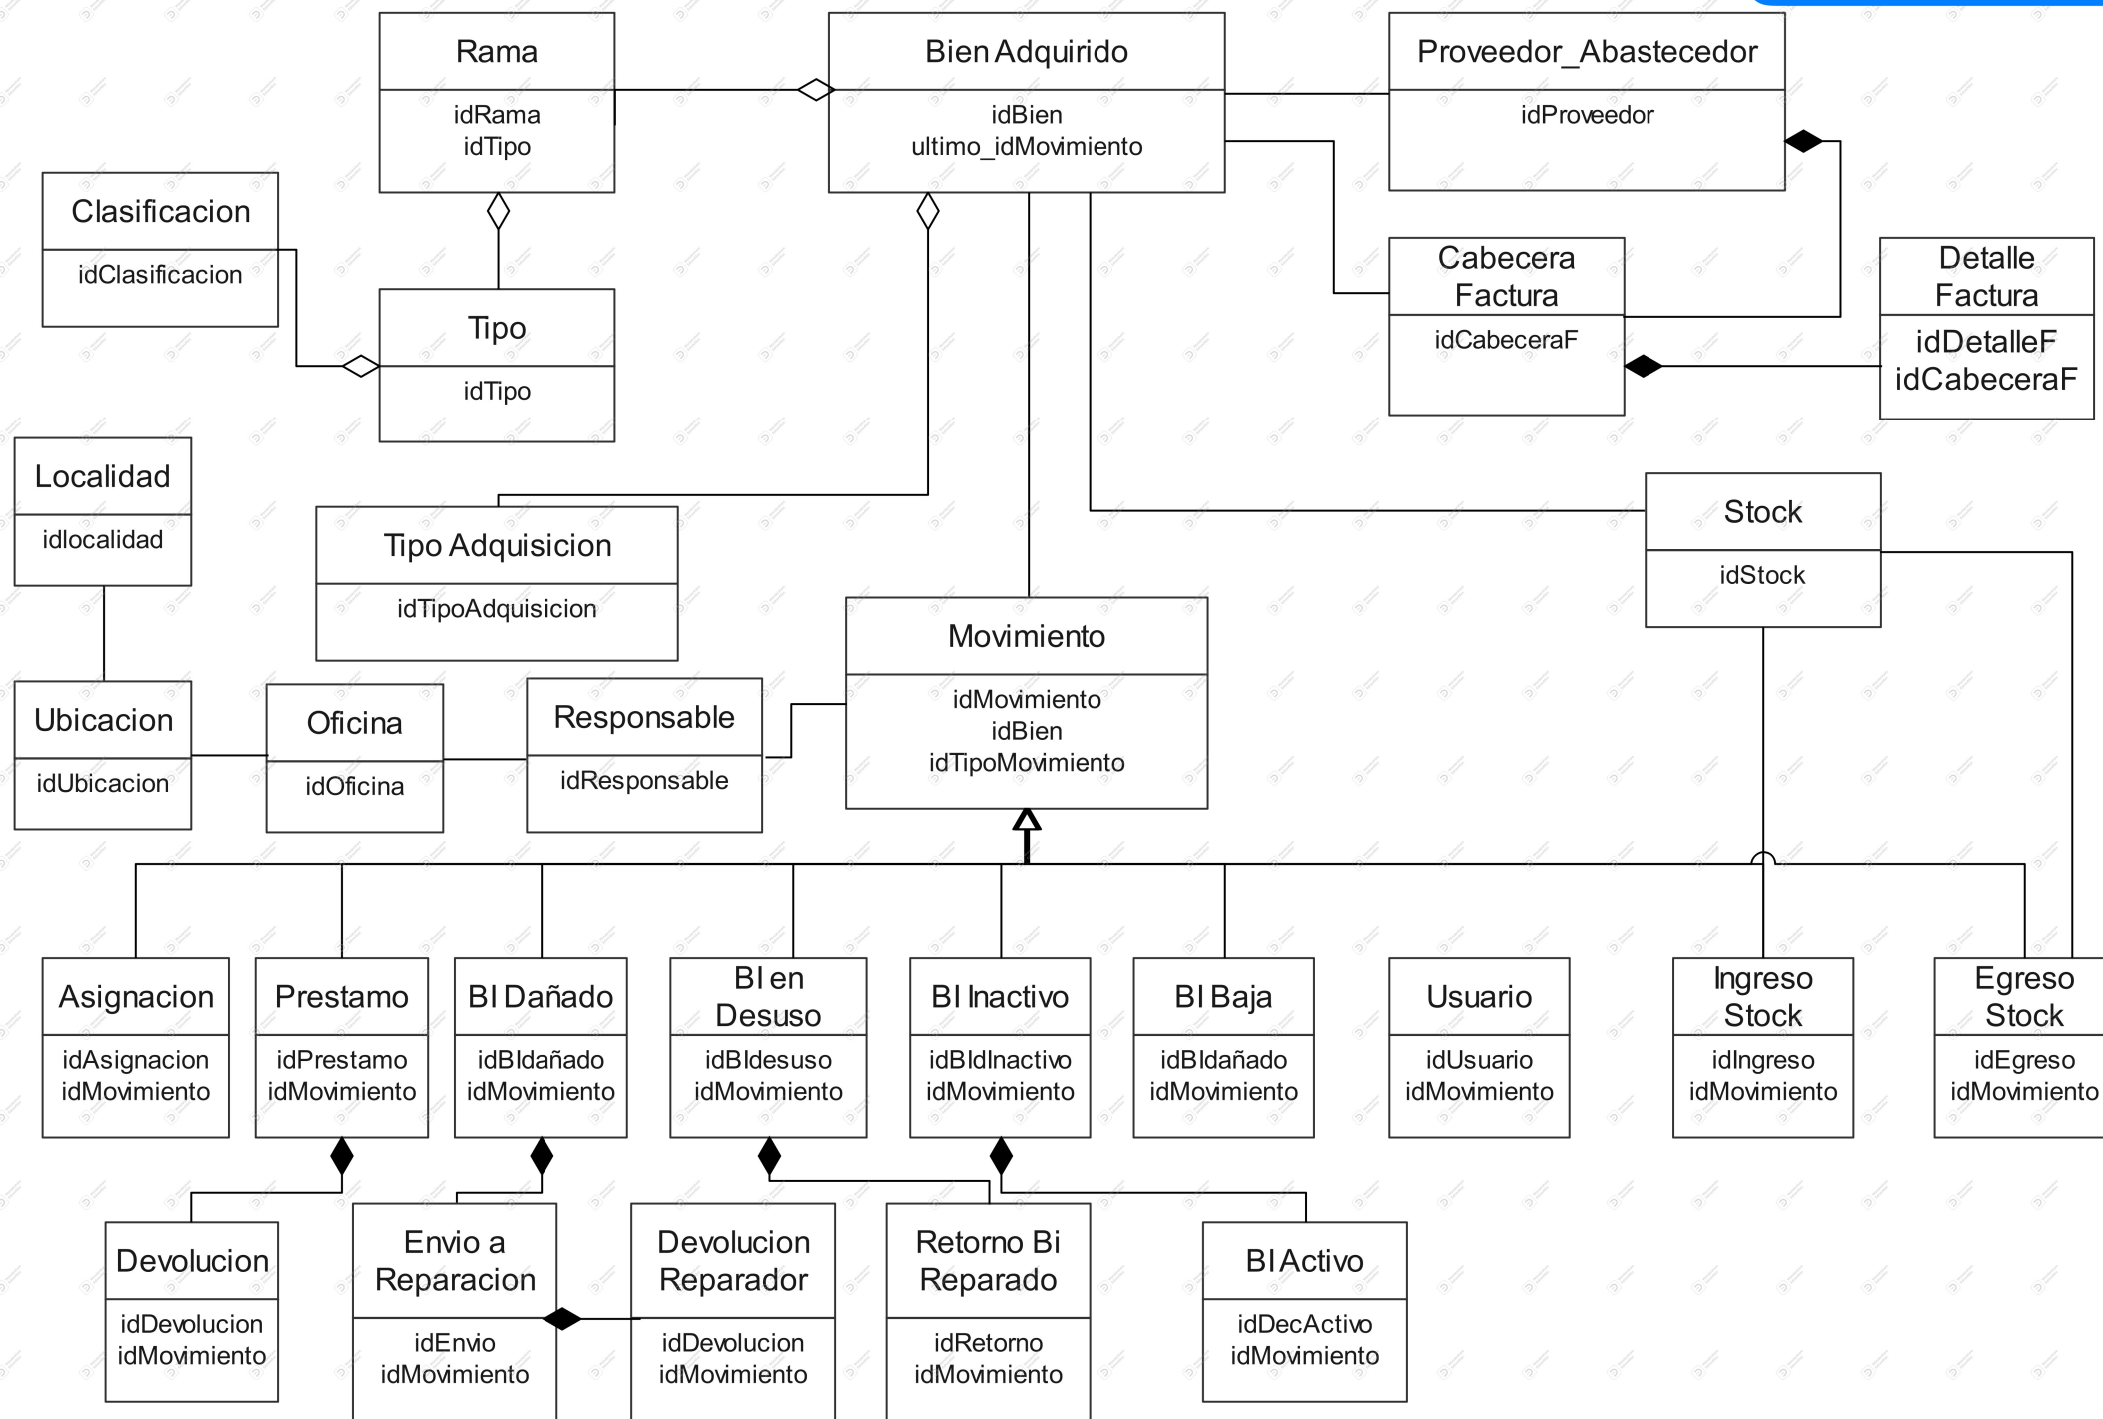 Rama
idRama
idTipo
Bien Adquirido
idBien
ultimo_idMovimiento
Proveedor_Abastecedor
idProveedor
Clasificacion
idClasificacion
Tipo
idTipo
Cabecera
Factura
idCabeceraF
Detalle
Factura
idDetalleF
idCabeceraF
Localidad
idlocalidad
Tipo Adquisicion
idTipoAdquisicion
Stock
idStock
Ubicacion
idUbicacion
Oficina
idOficina
Responsable
idResponsable
Movimiento
idMovimiento
idBien
idTipoMovimiento
Asignacion
idAsignacion
idMovimiento
Prestamo
idPrestamo
idMovimiento
BI Dañado
idBIdañado
idMovimiento
BI en
Desuso
idBIdesuso
idMovimiento
BI Inactivo
idBIdInactivo
idMovimiento
BI Baja
idBIdañado
idMovimiento
Usuario
idUsuario
idMovimiento
Ingreso
Stock
idIngreso
idMovimiento
Egreso
Stock
idEgreso
idMovimiento
Devolucion
idDevolucion
idMovimiento
Envio a
Reparacion
idEnvio
idMovimiento
Devolucion
Reparador
idDevolucion
idMovimiento
Retorno Bi
Reparado
idRetorno
idMovimiento
BI Activo
idDecActivo
idMovimiento